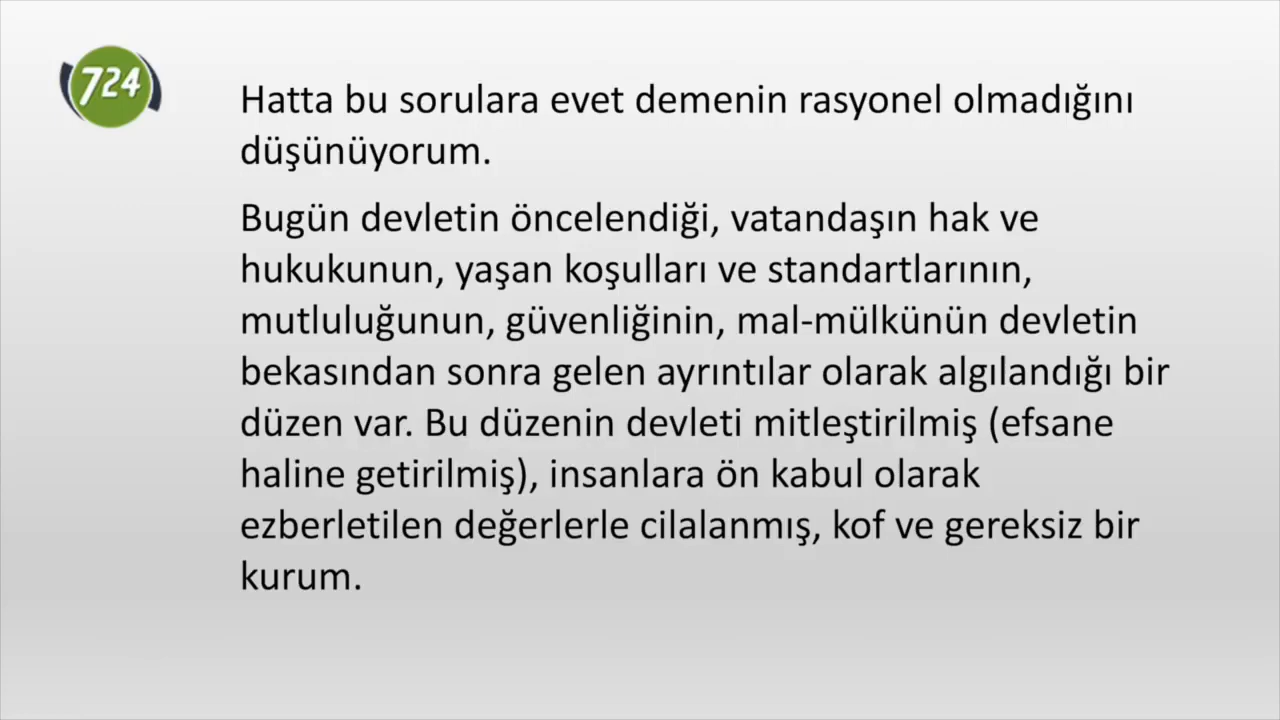 724
Hatta bu sorulara evet demenin rasyonel olmadığını
düşünüyorum.
Bugün devletin öncelendiği, vatandaşın hak ve
hukukunun, yaşan koşulları ve standartlarının,
mutluluğunun, güvenliğinin, mal-mülkünün devletin
bekasından sonra gelen ayrıntılar olarak algılandığı bir
düzen var. Bu düzenin devleti mitleştirilmiş (efsane
haline getirilmiş), insanlara ön kabul olarak
ezberletilen değerlerle cilalanmış, kof ve gereksiz bir
kurum.